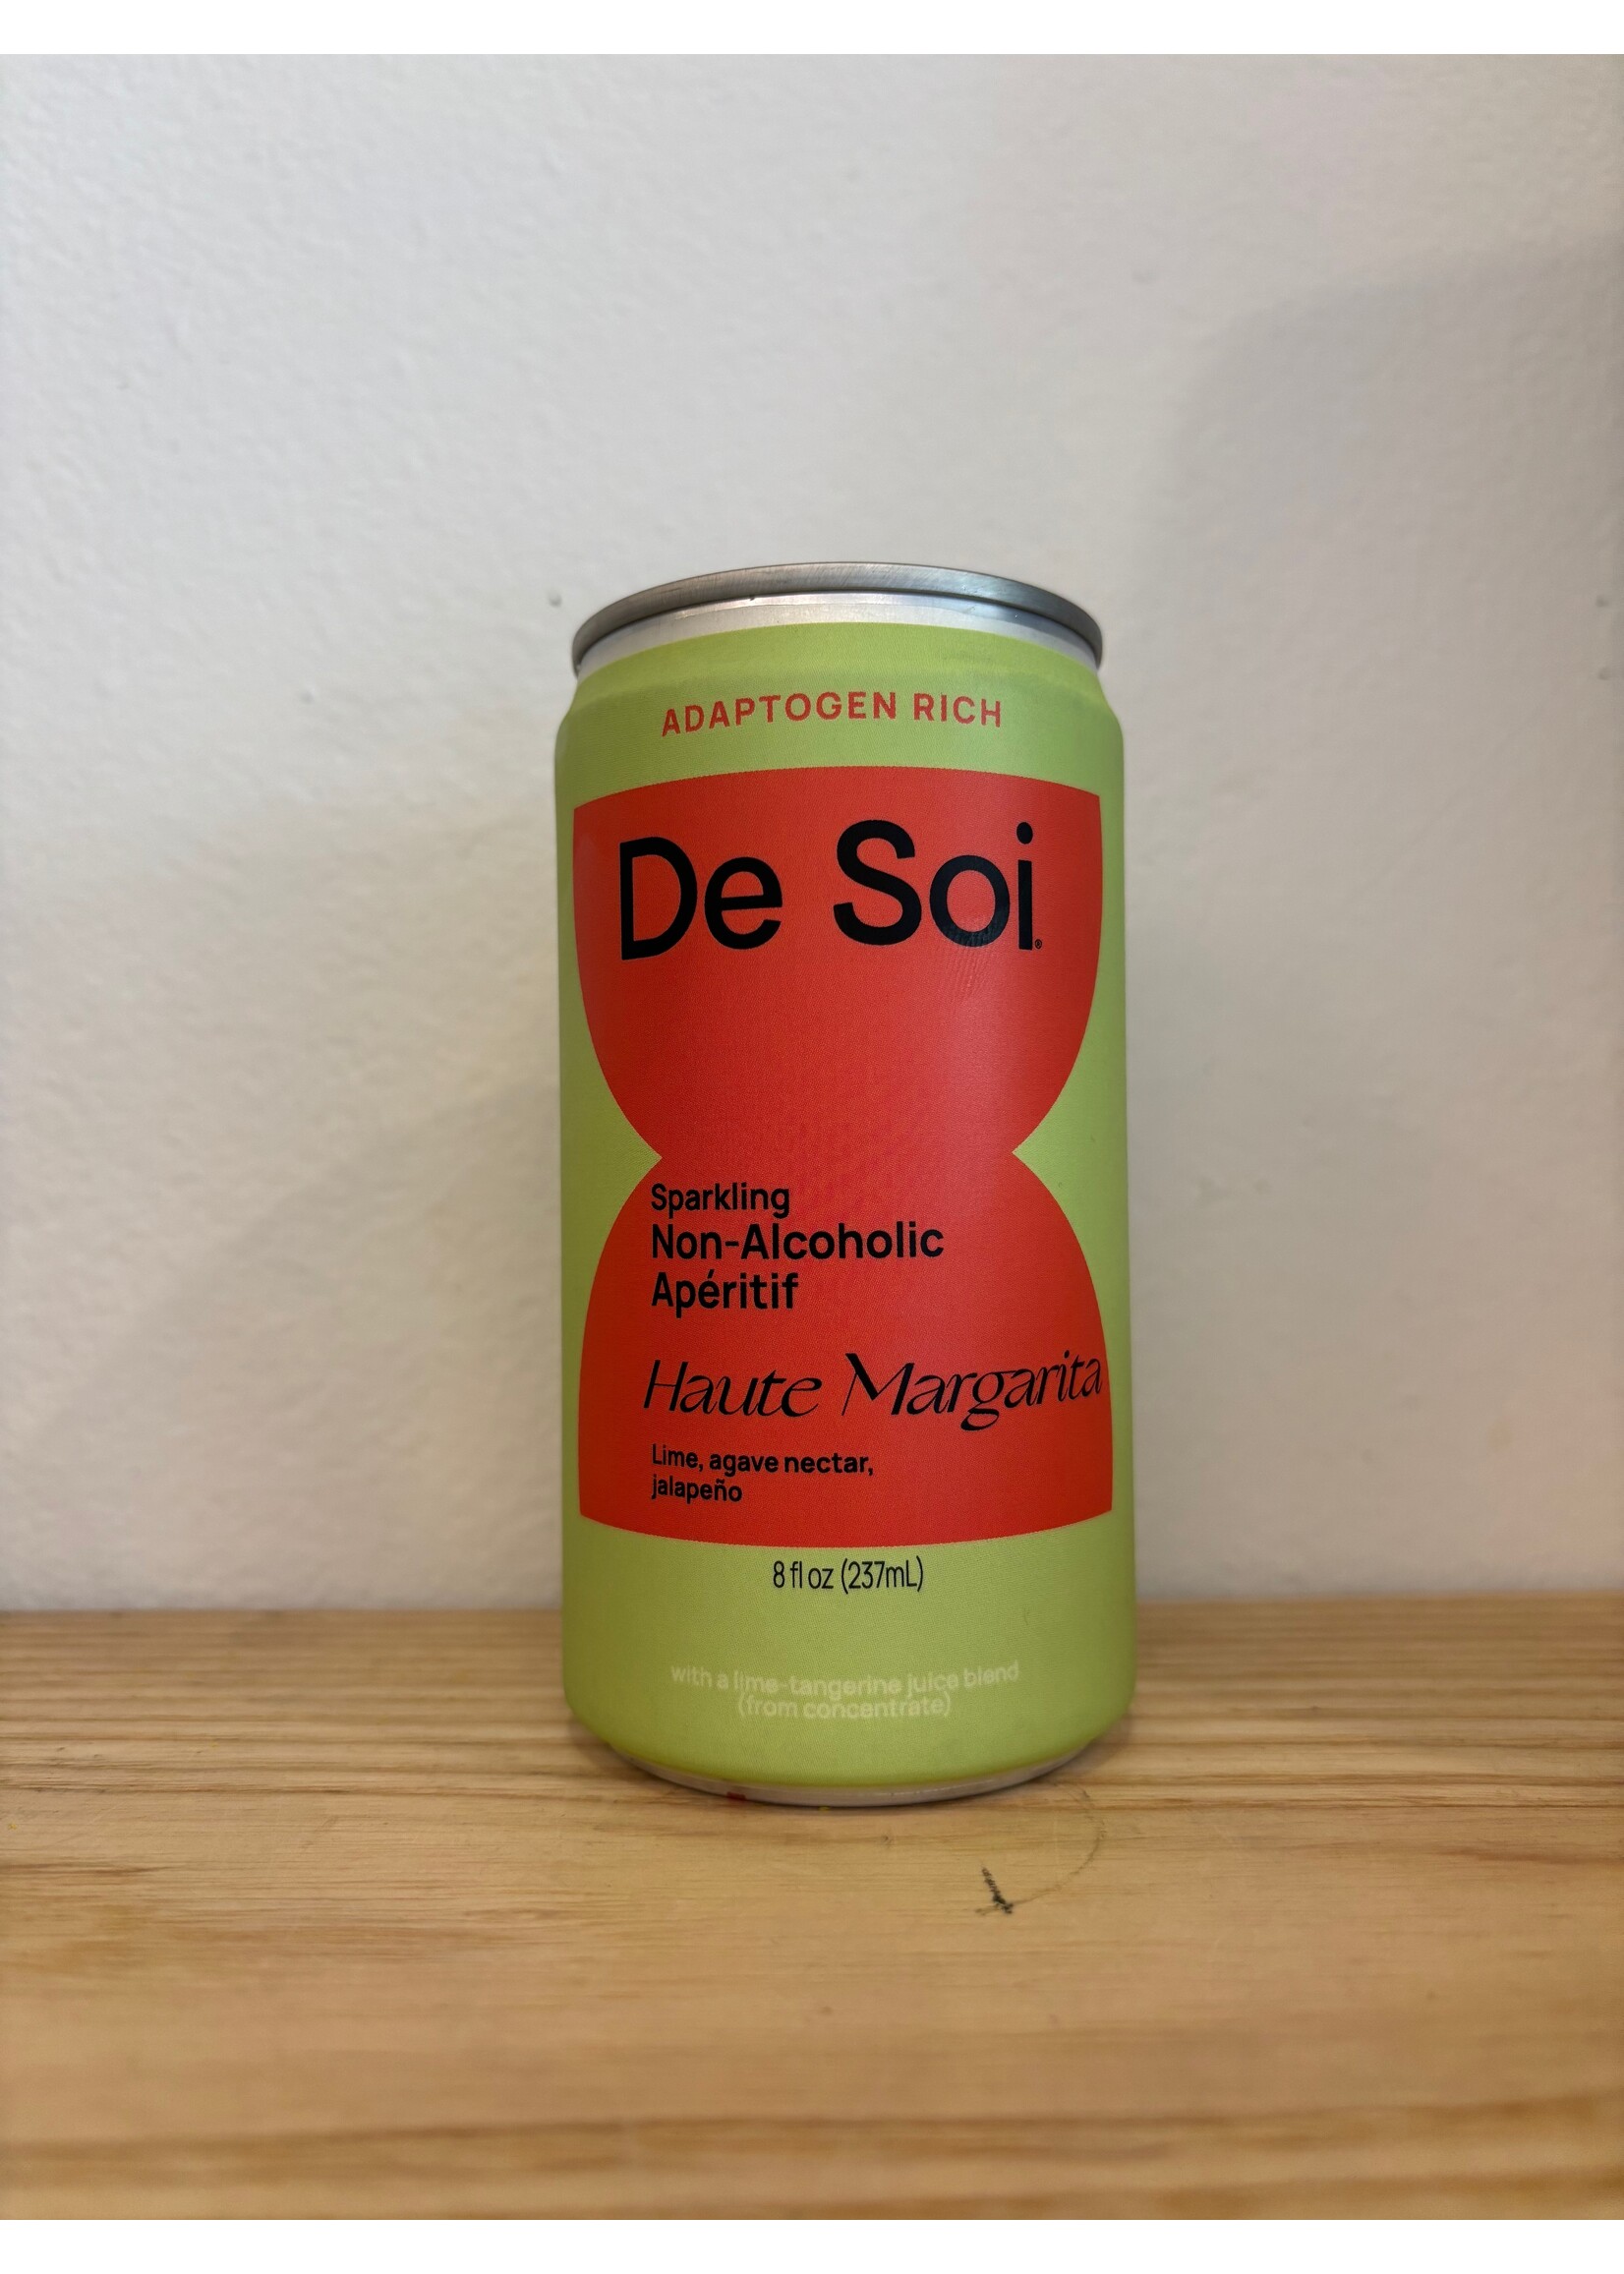 ADAPTOGEN RICH
De Soi®
Sparkling
Non-Alcoholic
Apéritif
Haute Margarita
Lime, agave nectar,
jalapeño
8 fl oz (237mL)
with a lime-tangerine juice blend
(from concentrate)